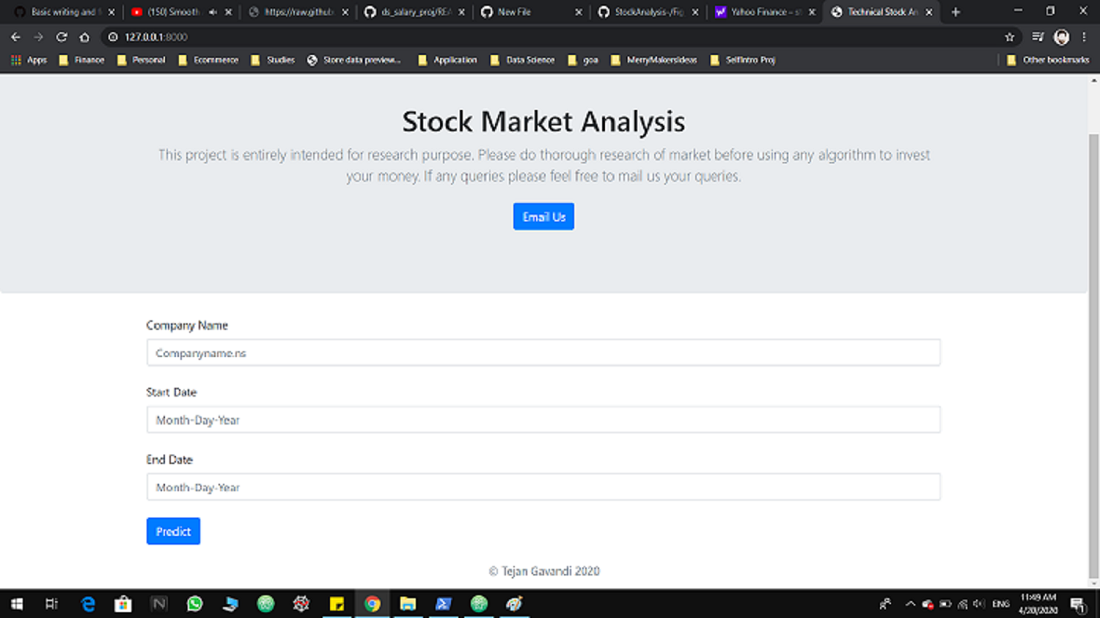 Basic writing and
(150) Smooth
https://raw.githul
ds_salary_proj/REA
New File
StockAnalysis-/Fig
Yahoo Finance – st
Technical Stock An
127.0.0.1:8000
Apps
Finance
Personal
Ecommerce
Studies
Store data preview...
Application
Data Science
goa
MerryMakersIdeas
SelfIntro Proj
Other bookmarks
Stock Market Analysis
This project is entirely intended for research purpose. Please do thorough research of market before using any algorithm to invest
your money. If any queries please feel free to mail us your queries.
Email Us
Company Name
Companyname.ns
Start Date
Month-Day-Year
End Date
Month-Day-Year
Predict
© Tejan Gavandi 2020
ENG
11:49 AM
4/20/2020